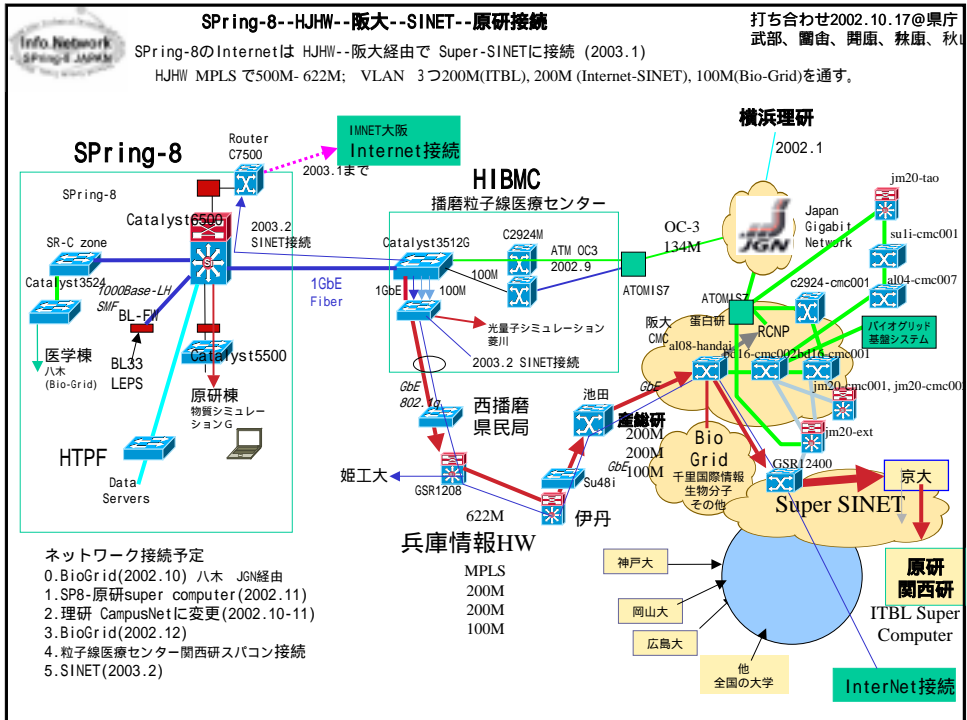 SPring-8--HJHW--阪大--SINET--原研接続
打ち合わせ2002.10.17@県庁
武部、
Info.Network
SPring-8 JAPAN
SPring-8のInternetは HJHW--阪大経由で Super-SINETに接続 (2003.1)
HJHW MPLS で500M- 622M; VLAN 3つ200M(ITBL), 200M (Internet-SINET), 100M(Bio-Grid)を通す。
SPring-8
Router
C7500
IMNET大阪
Internet接続
2003.1まで
SPring-8
Catalyst6500
Si
2003.2
SINET接続
SR-C zone
Catalyst3524
1000Base-LH
SMF
BL-FW
BL33
LEPS
Catalyst5500
医学棟
八木
(Bio-Grid)
原研棟
物質シミュレー
ションG
HTPF
Data
Servers
1GbE
Fiber
HIBMC
播磨粒子線医療センター
Catalyst3512G
C2924M
ATM OC3
2002.9
100M
1GbE
100M
光量子シミュレーション
菱川
2003.2 SINET接続
ATOMIS7
OC-3
134M
横浜理研
2002.1
JGN
Japan
Gigabit
Network
jm20-tao
su1i-cmc001
al04-cmc007
c2924-cmc001
ATOMIS7
蛋白研
阪大
CMC
RCNP
al08-handai
bd16-cmc002
bd16-cmc001
バイオグリッド
基盤システム
jm20-cmc001, jm20-cmc002
jm20-ext
GbE
802.1q
西播磨
県民局
姫工大
GSR1208
622M
兵庫情報HW
MPLS
200M
200M
100M
伊丹
Su48i
池田
GbE
産総研
200M
200M
100M
GbE
Bio
Grid
千里国際情報
生物分子
その他
GSR12400
Super SINET
京大
原研
関西研
ITBL Super
Computer
神戸大
岡山大
広島大
他
全国の大学
InterNet接続
ネットワーク接続予定
0.BioGrid(2002.10) 八木 JGN経由
1.SP8-原研super computer(2002.11)
2.理研 CampusNetに変更(2002.10-11)
3.BioGrid(2002.12)
4.粒子線医療センター関西研スパコン接続
5.SINET(2003.2)